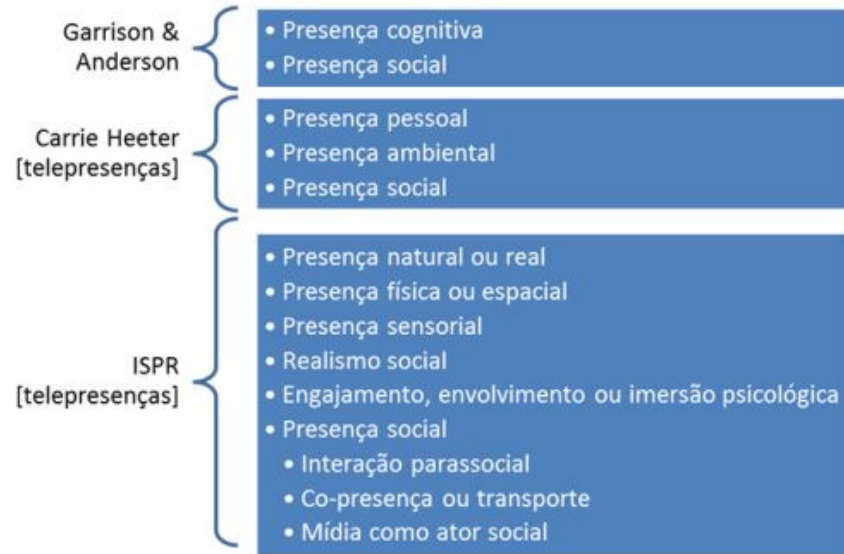 Garrison &
Anderson
• Presença cognitiva
• Presença social
Carrie Heeter
[telepresenças]
• Presença pessoal
• Presença ambiental
• Presença social
ISPR
[telepresenças]
• Presença natural ou real
• Presença física ou espacial
• Presença sensorial
• Realismo social
• Engajamento, envolvimento ou imersão psicológica
• Presença social
• Interação parassocial
• Co-presença ou transporte
• Mídia como ator social